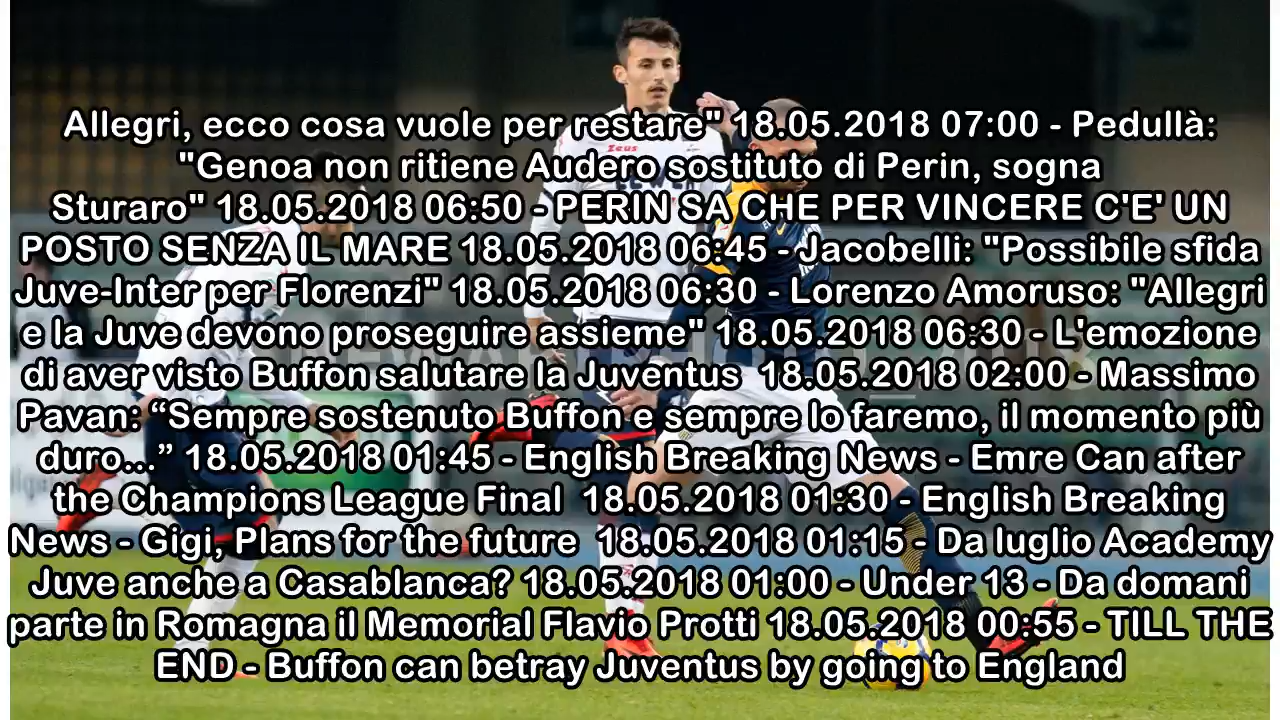 Allegri, ecco cosa vuole per restare" 18.05.2018 07:00 - Pedullà:
"Genoa non ritiene Audero sostituto di Perin, sogna
Sturaro" 18.05.2018 06:50 - PERIN SA CHE PER VINCERE C'E' UN
POSTO SENZA IL MARE 18.05.2018 06:45 - Jacobelli: "Possibile sfida
Juve-Inter per Florenzi" 18.05.2018 06:30 - Lorenzo Amoruso: "Allegri
e la Juve devono proseguire assieme" 18.05.2018 06:30 - L'emozione
di aver visto Buffon salutare la Juventus 18.05.2018 02:00 - Massimo
Pavan: “Sempre sostenuto Buffon e sempre lo faremo, il momento più
duro...” 18.05.2018 01:45 - English Breaking News - Emre Can after
the Champions League Final 18.05.2018 01:30 - English Breaking
News - Gigi, Plans for the future 18.05.2018 01:15 - Da luglio Academy
Juve anche a Casablanca? 18.05.2018 01:00 - Under 13 - Da domani
parte in Romagna il Memorial Flavio Protti 18.05.2018 00:55 - TILL THE
END - Buffon can betray Juventus by going to England
Zeus